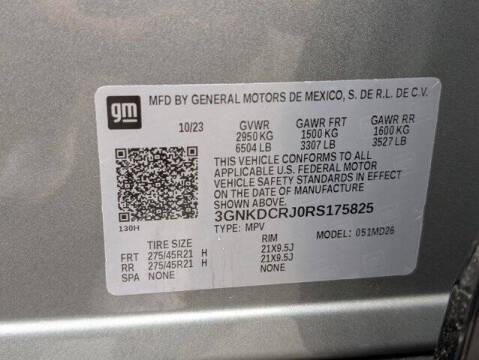 gm
MFD BY GENERAL MOTORS DE MEXICO, S. DE R.L. DE C.V.
10/23 GVWR GAWR FRT GAWR RR
2950 KG 1500 KG 1600 KG
6504 LB 3307 LB 3527 LB
THIS VEHICLE CONFORMS TO ALL
APPLICABLE U.S. FEDERAL MOTOR
VEHICLE SAFETY STANDARDS IN EFFECT
ON THE DATE OF MANUFACTURE
SHOWN ABOVE.
3GNKDCRJ0RS175825
130H TYPE: MPV MODEL: 051MD26
TIRE SIZE RIM
FRT 275/45R21 H 21X9.5J
RR 275/45R21 H 21X9.5J
SPA NONE NONE